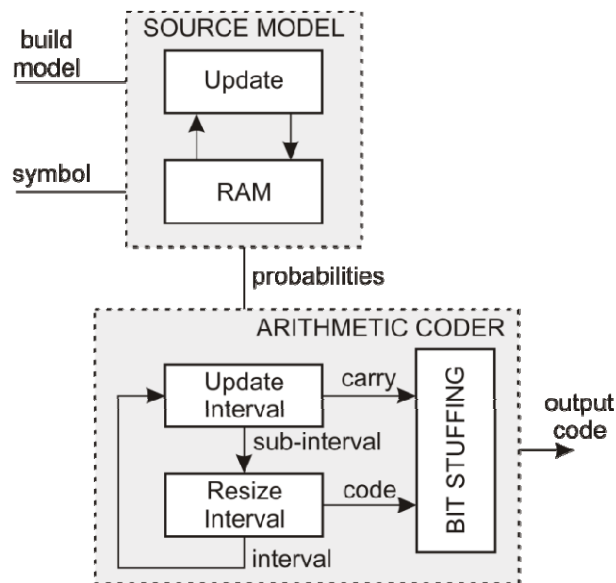 SOURCE MODEL
build
model
Update
symbol
RAM
probabilities
ARITHMETIC CODER
Update
Interval
carry
sub-interval
Resize
Interval
code
interval
BIT STUFFING
output
code